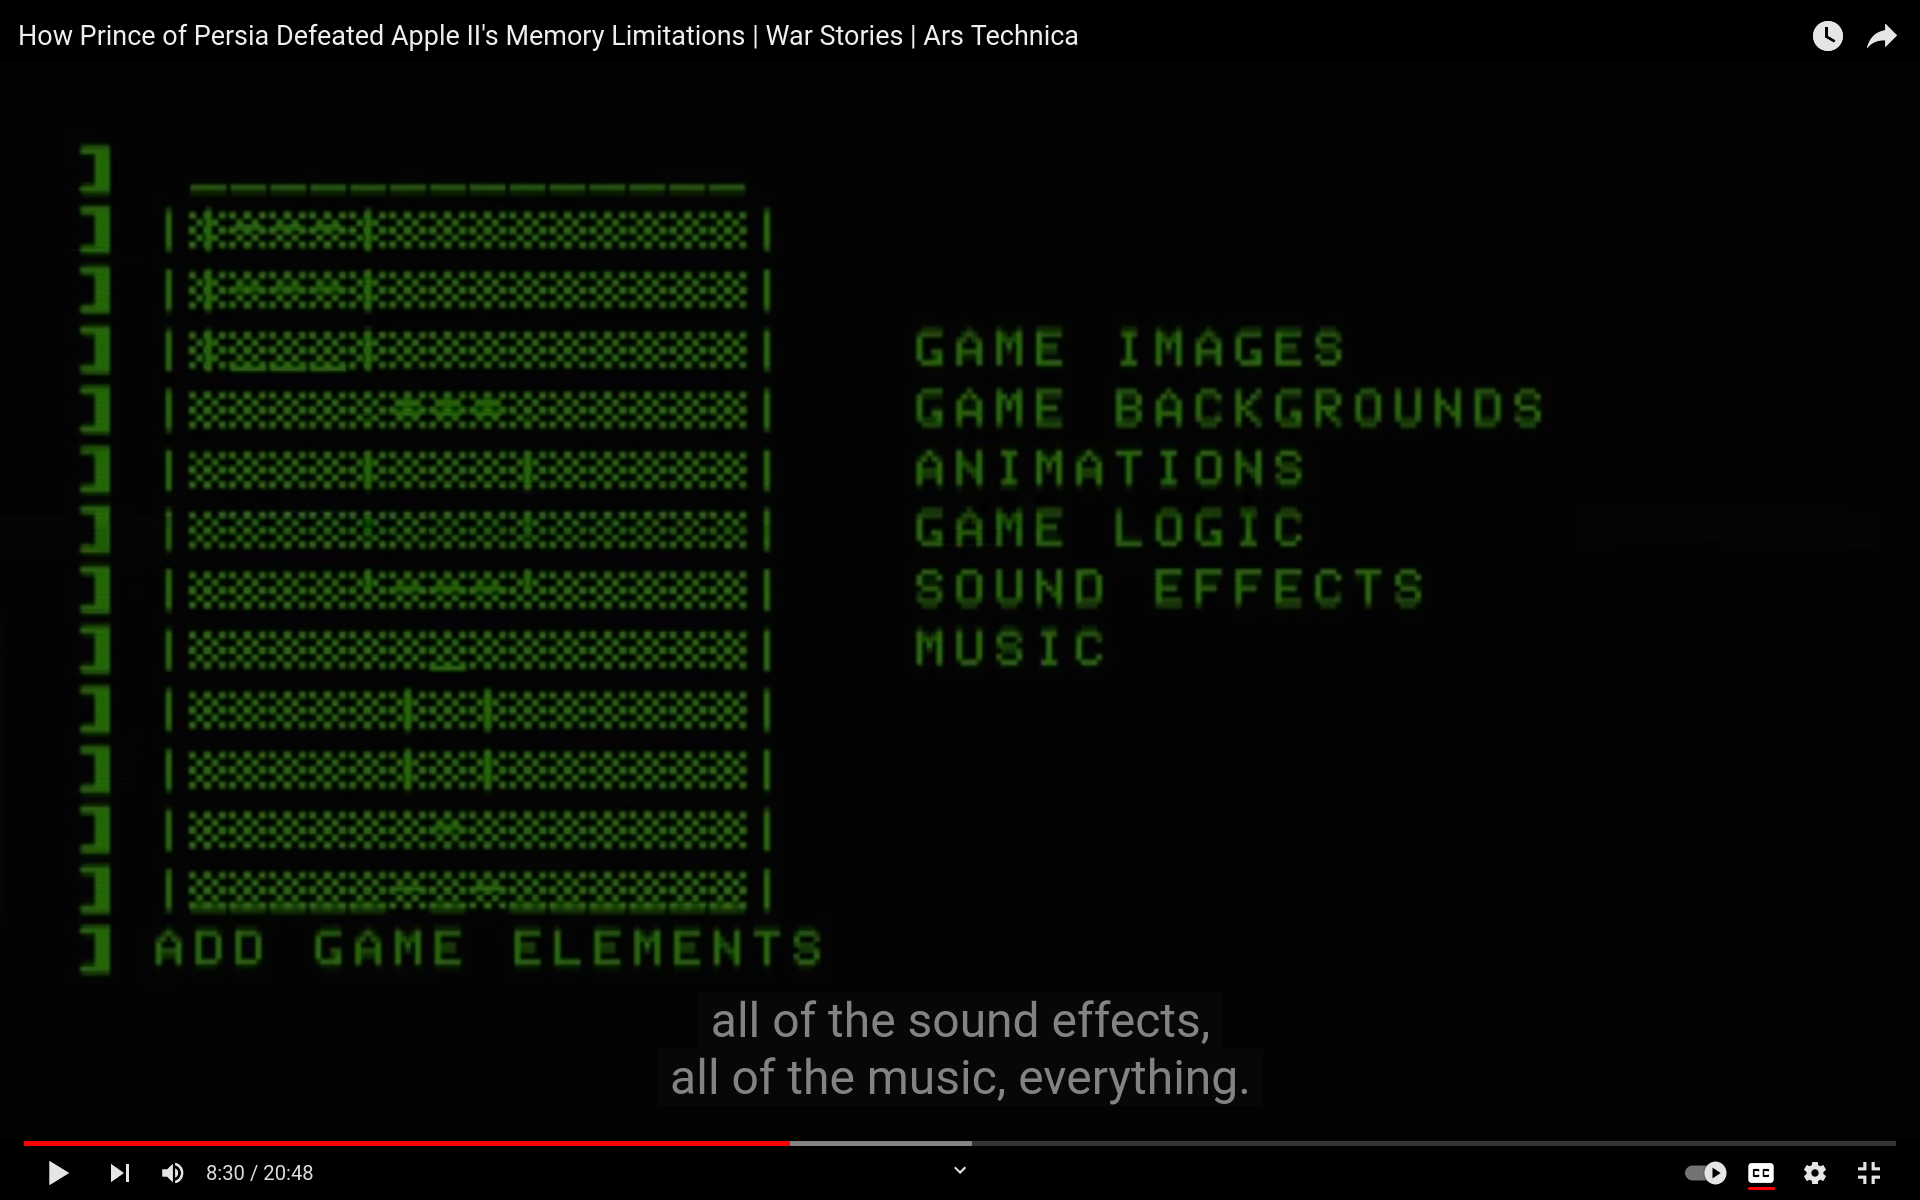 How Prince of Persia Defeated Apple II's Memory Limitations | War Stories | Ars Technica
]
]
]
] GAME IMAGES
] GAME BACKGROUNDS
] ANIMATIONS
] GAME LOGIC
] SOUND EFFECTS
] MUSIC
]
]
]
]
] ADD GAME ELEMENTS
all of the sound effects,
all of the music, everything.
8:30 / 20:48
CC